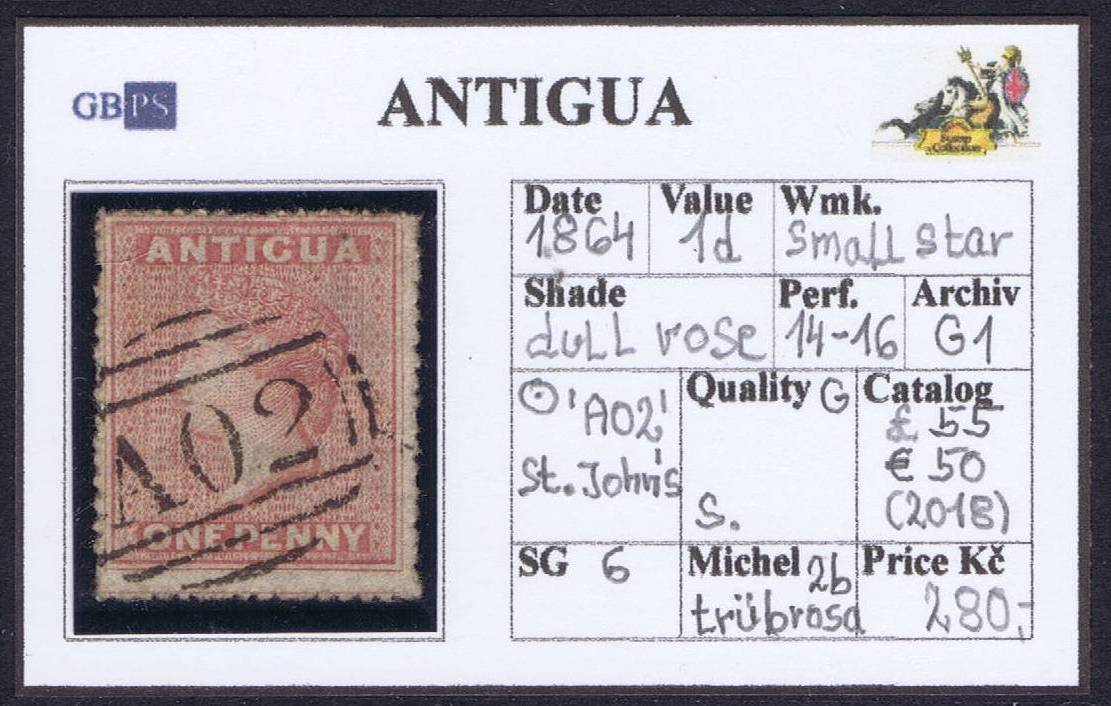 GBPS
ANTIGUA
Stamp
Collection
ANTIGUA
A02
ONE PENNY
Date Value Wmk.
1864 1d small star
Shade Perf. Archiv
dull rose 14-16 G1
'A02' Quality G Catalog
£ 55
St. John's € 50
S. (2018)
SG 6 Michel 2b Price Kč
trübrosa 280,-